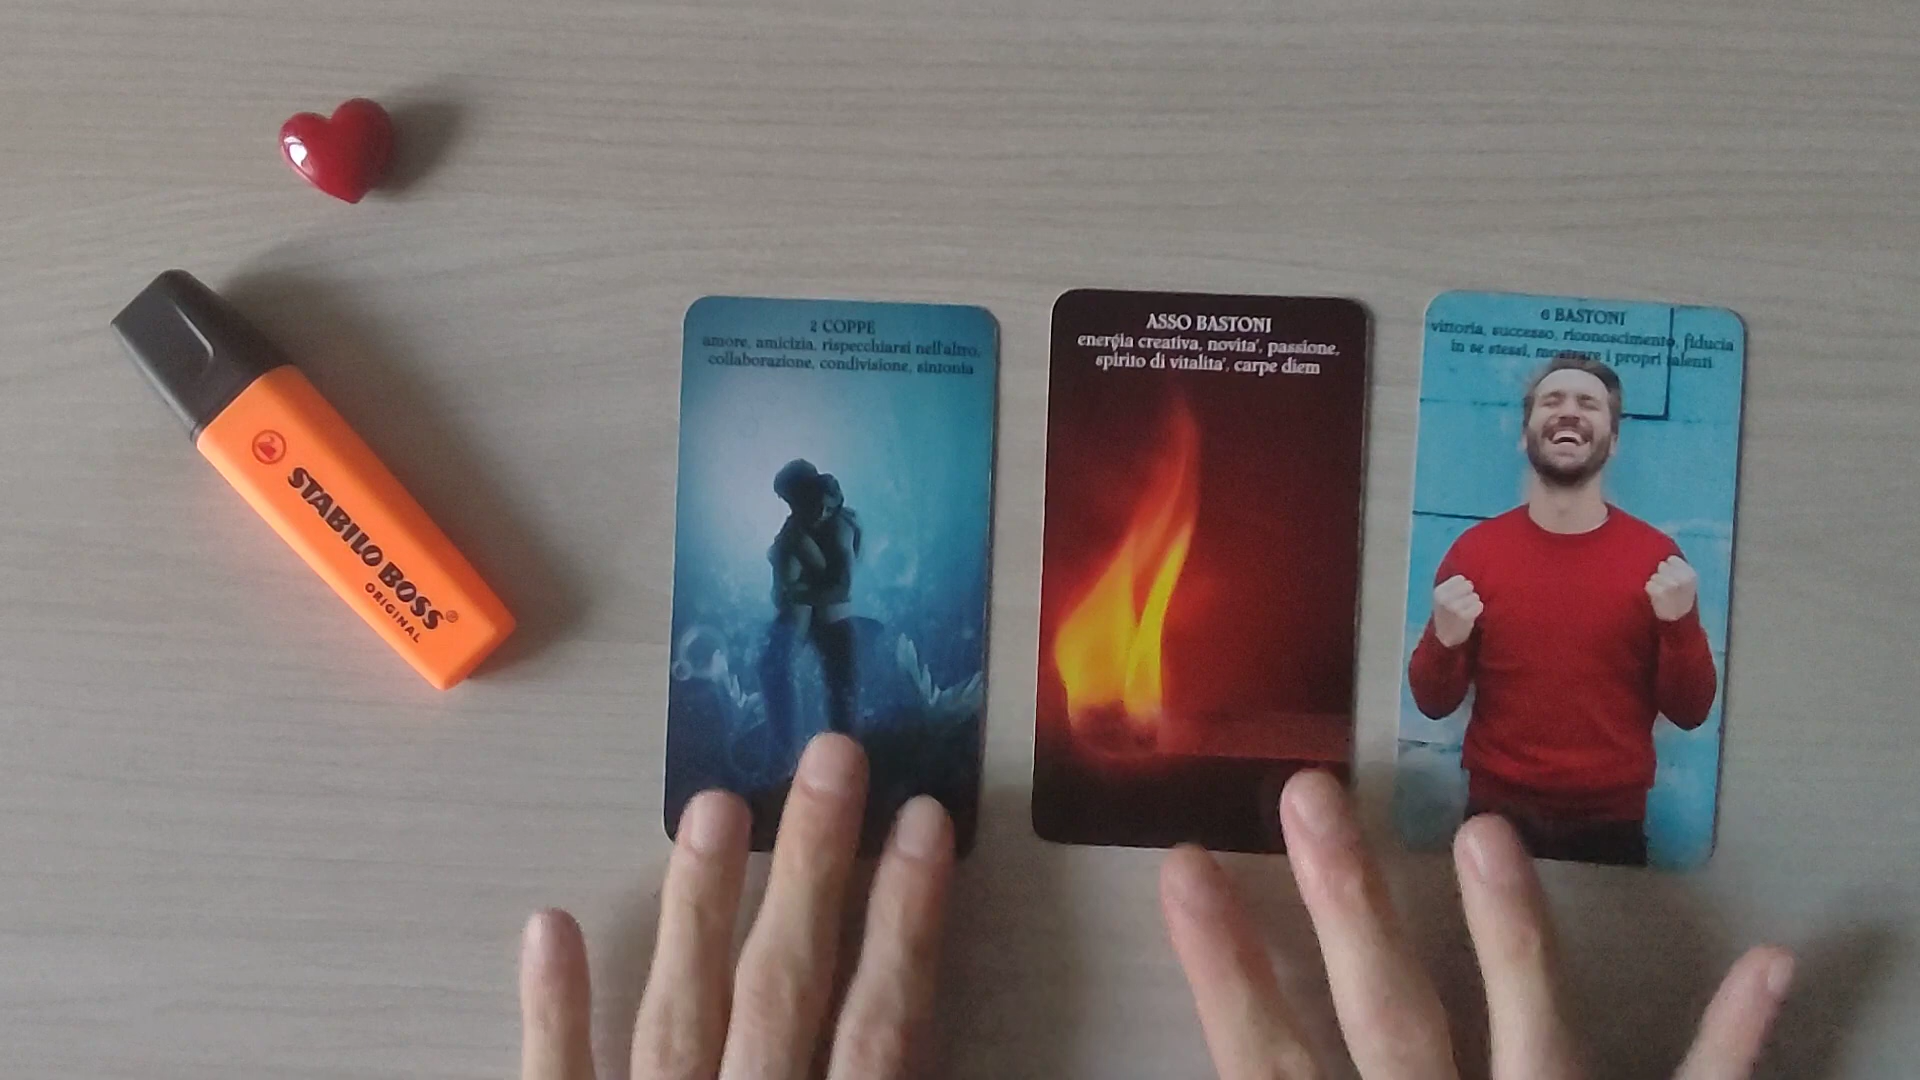 STABILO BOSS®
ORIGINAL
2 COPPE
amore, amicizia, rispecchiarsi nell'altro,
collaborazione, condivisione, sintonia
ASSO BASTONI
energia creativa, novita', passione,
spirito di vitalita', carpe diem
6 BASTONI
vittoria, successo, riconoscimento, fiducia
in se stessi, mostrare i propri talenti